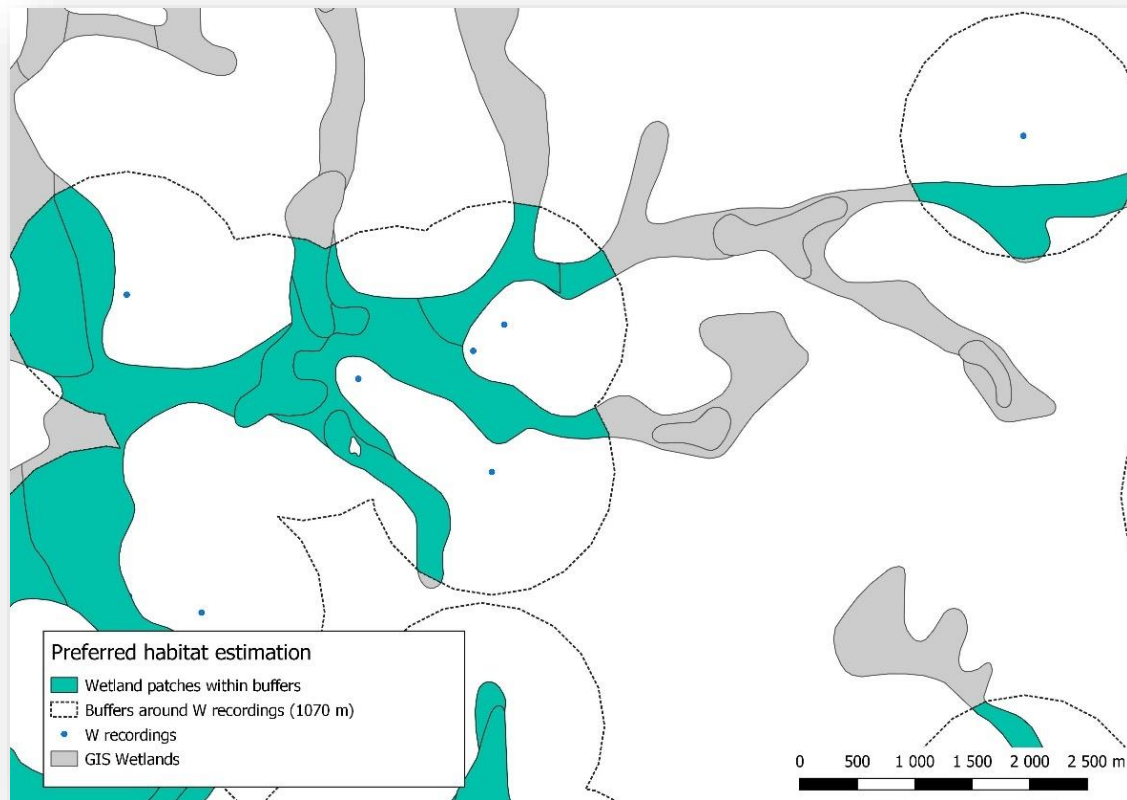 Preferred habitat estimation
Wetland patches within buffers
Buffers around W recordings (1070 m)
W recordings
GIS Wetlands
0 500 1 000 1 500 2 000 2 500 m